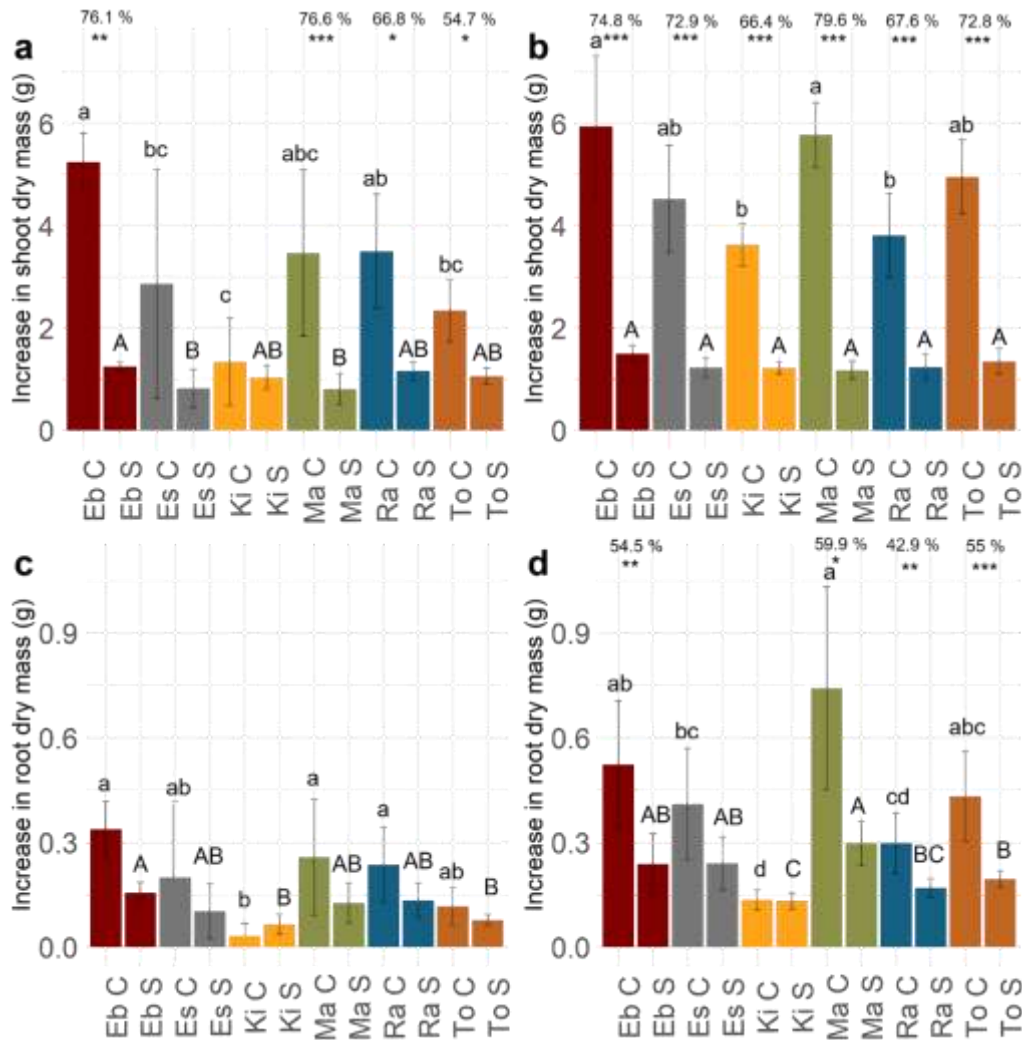 76.1 % 76.6 % 66.8 % 54.7 %
** *** * *
a
Increase in shoot dry mass (g)
6
4
2
0
a A bc B c AB abc B ab AB bc AB
Eb C Eb S Es C Es S Ki C Ki S Ma C Ma S Ra C Ra S To C To S
74.8 % 72.9 % 66.4 % 79.6 % 67.6 % 72.8 %
*** *** *** *** *** ***
b
Increase in shoot dry mass (g)
6
4
2
0
a A ab A b A a A b A ab A
Eb C Eb S Es C Es S Ki C Ki S Ma C Ma S Ra C Ra S To C To S
c
Increase in root dry mass (g)
0.9
0.6
0.3
0.0
a A ab AB b B a AB a AB ab B
Eb C Eb S Es C Es S Ki C Ki S Ma C Ma S Ra C Ra S To C To S
54.5 % 59.9 % 42.9 % 55 %
** * ** ***
d
Increase in root dry mass (g)
0.9
0.6
0.3
0.0
ab AB bc AB d C a A cd BC abc B
Eb C Eb S Es C Es S Ki C Ki S Ma C Ma S Ra C Ra S To C To S